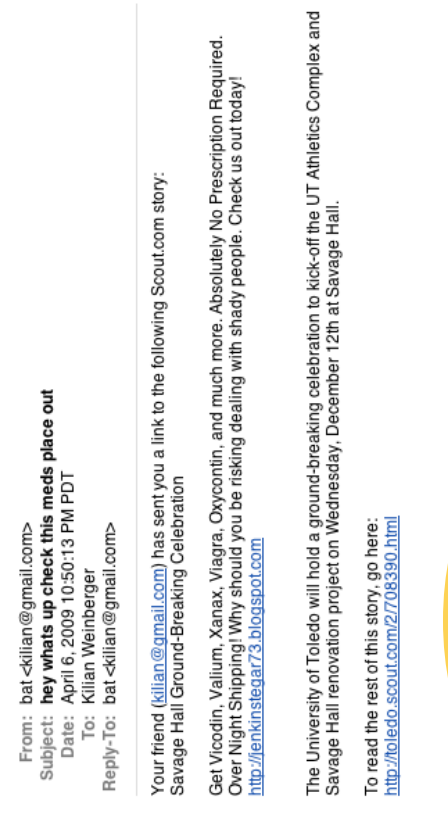 From: bat <kilian@gmail.com>
Subject: hey whats up check this meds place out
Date: April 6, 2009 10:50:13 PM PDT
To: Kilian Weinberger
Reply-To: bat <kilian@gmail.com>
Your friend (kilian@gmail.com) has sent you a link to the following Scout.com story:
Savage Hall Ground-Breaking Celebration
Get Vicodin, Valium, Xanax, Viagra, Oxycontin, and much more. Absolutely No Prescription Required.
Over Night Shipping! Why should you be risking dealing with shady people. Check us out today!
http://jenkinstegar73.blogspot.com
The University of Toledo will hold a ground-breaking celebration to kick-off the UT Athletics Complex and
Savage Hall renovation project on Wednesday, December 12th at Savage Hall.
To read the rest of this story, go here:
http://toledo.scout.com/2/708390.html